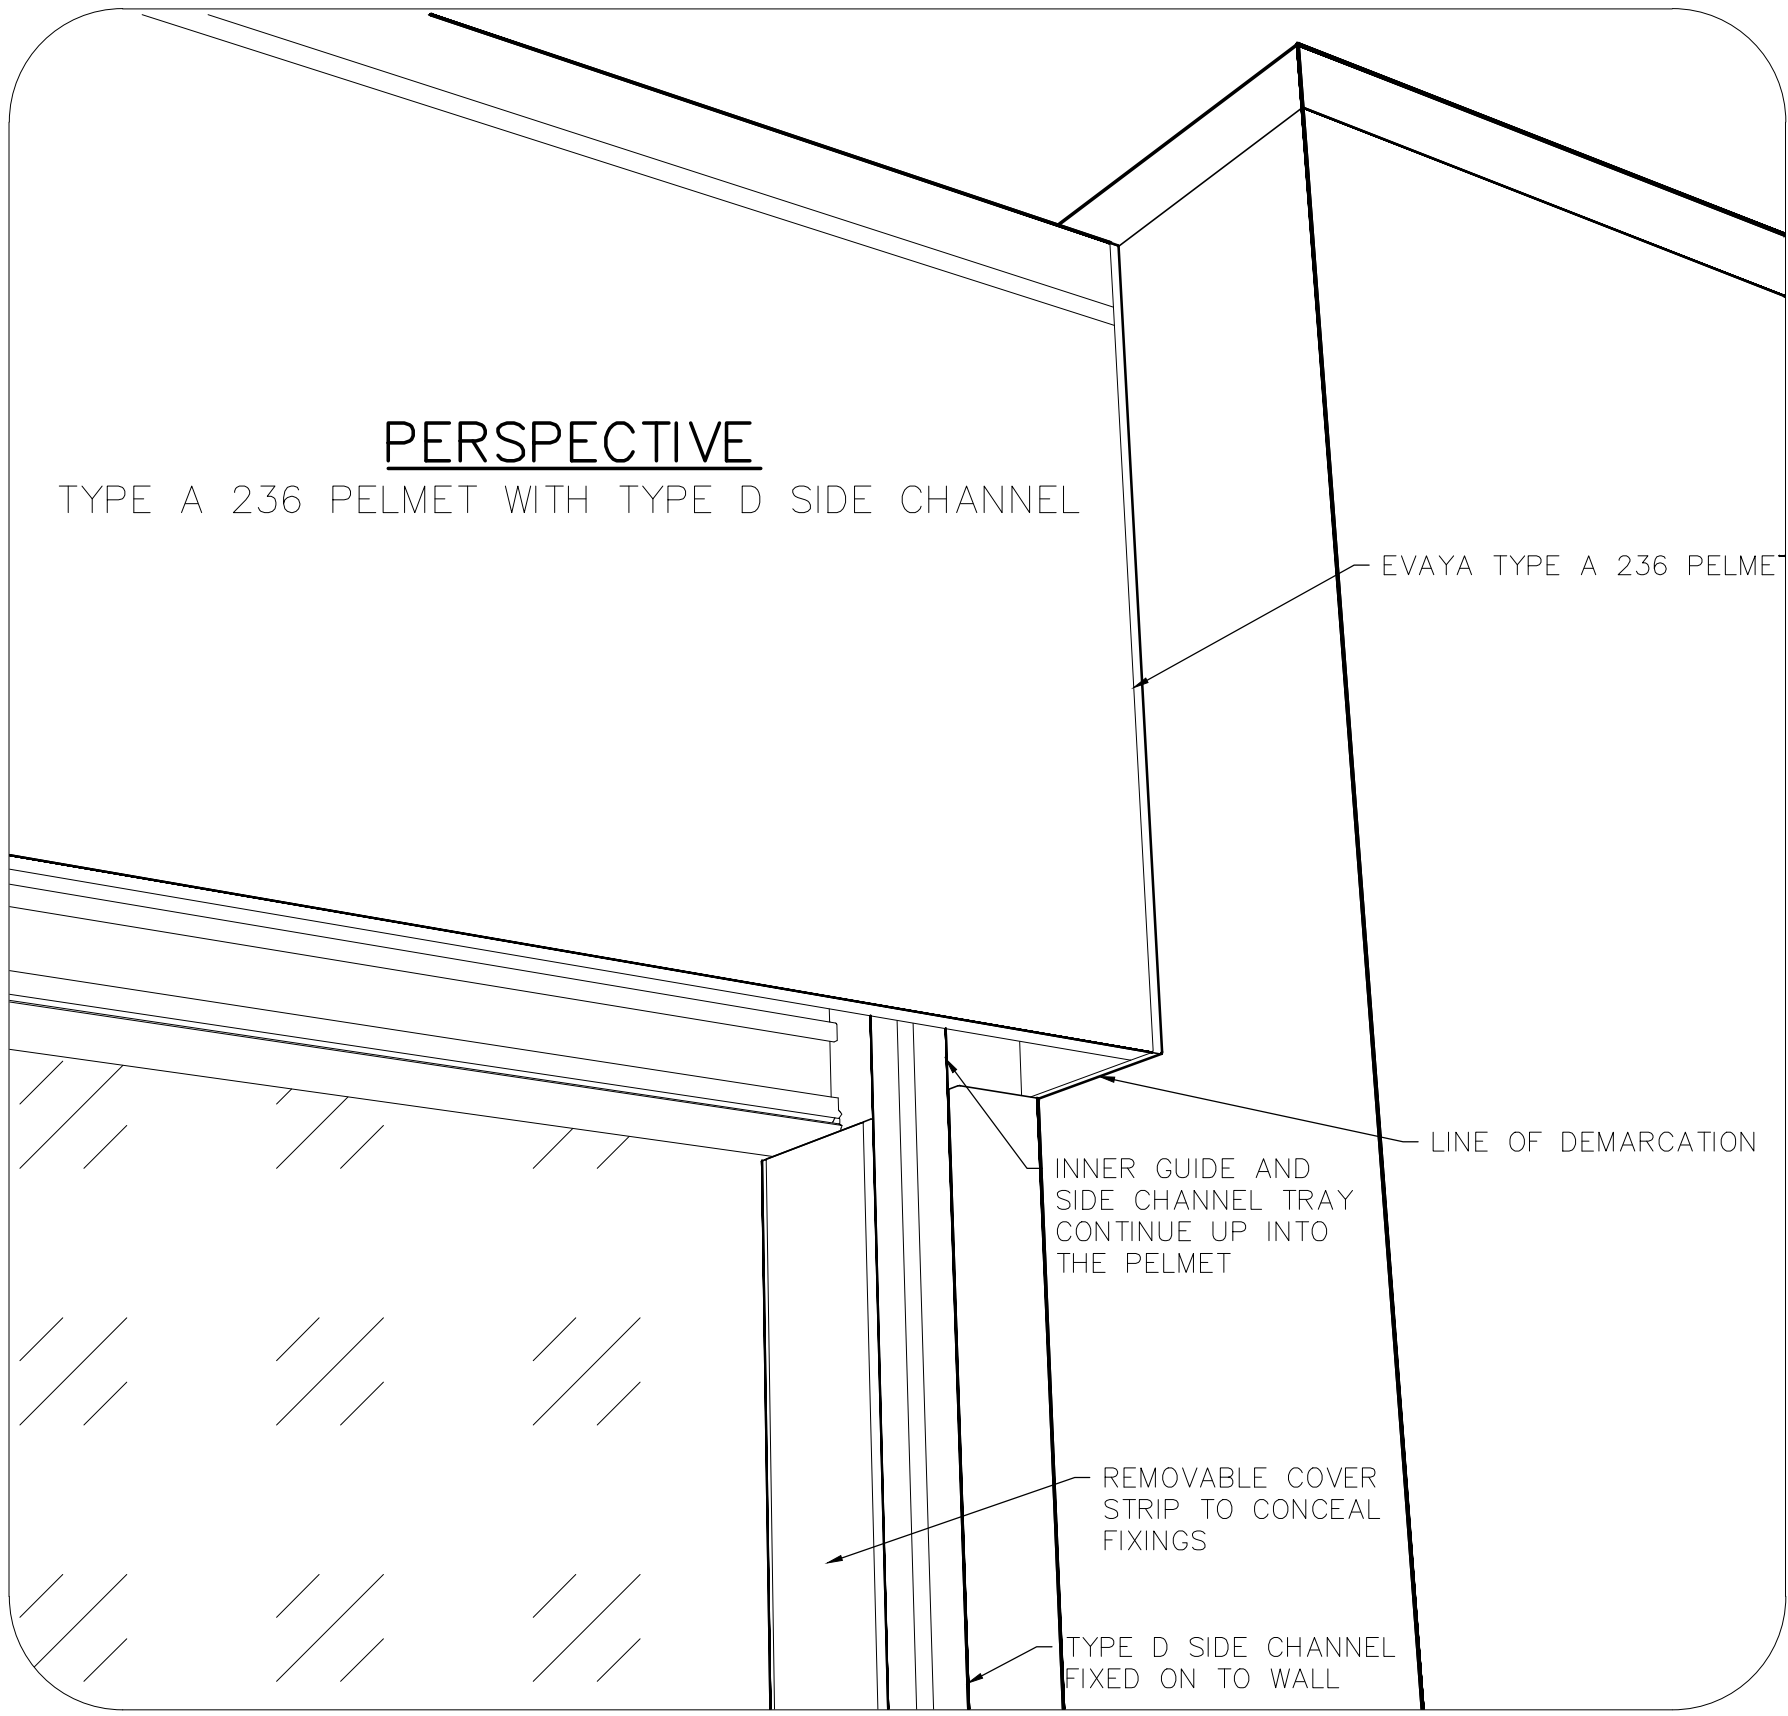 PERSPECTIVE
TYPE A 236 PELMET WITH TYPE D SIDE CHANNEL
EVAYA TYPE A 236 PELMET
LINE OF DEMARCATION
INNER GUIDE AND
SIDE CHANNEL TRAY
CONTINUE UP INTO
THE PELMET
REMOVABLE COVER
STRIP TO CONCEAL
FIXINGS
TYPE D SIDE CHANNEL
FIXED ON TO WALL